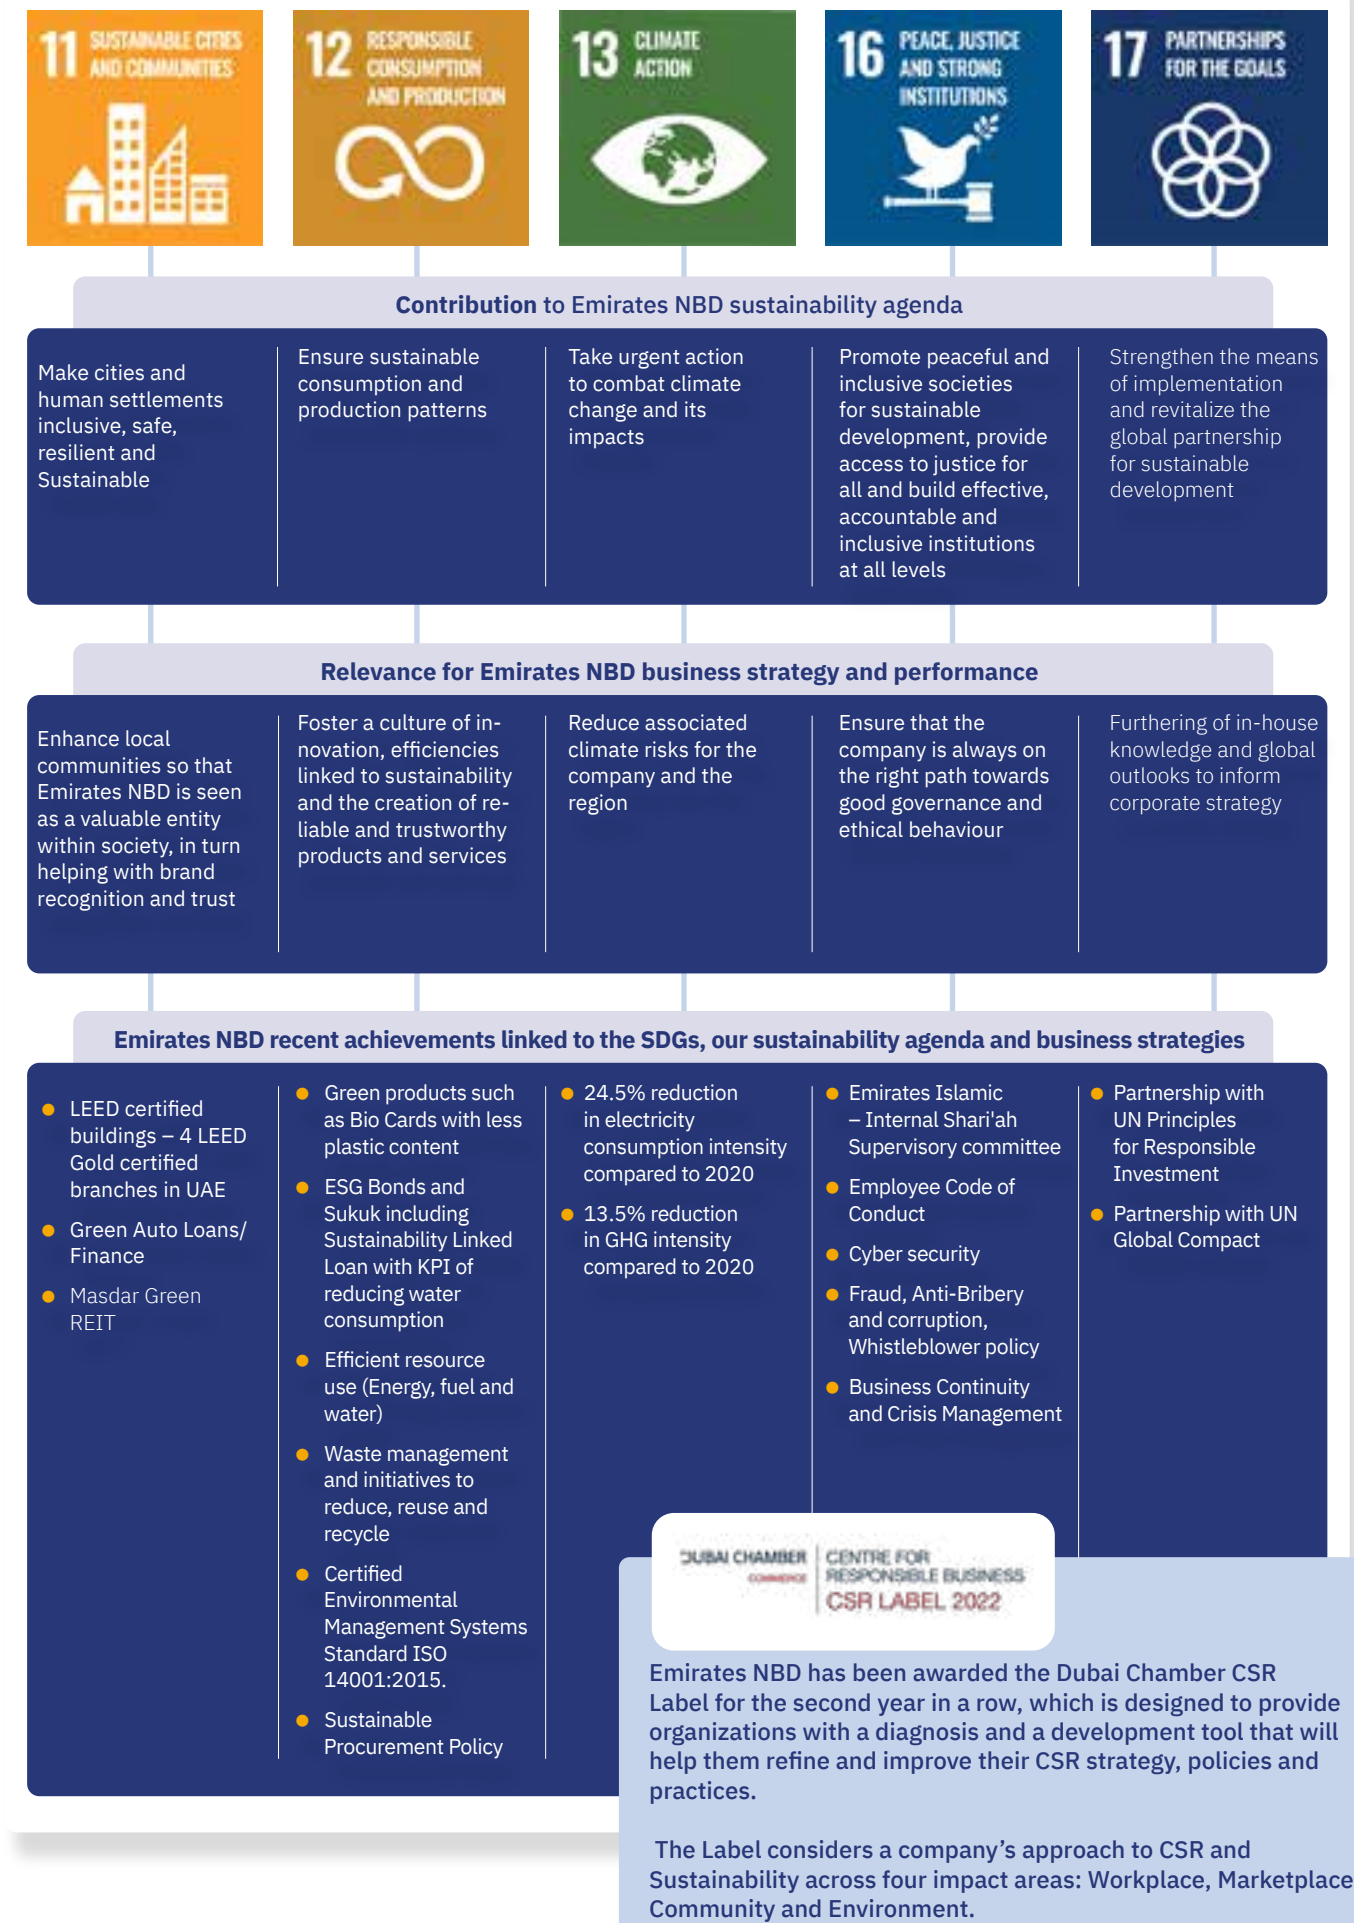 11 SUSTAINABLE CITIES
AND COMMUNITIES
12 RESPONSIBLE
CONSUMPTION
AND PRODUCTION
13 CLIMATE
ACTION
16 PEACE, JUSTICE
AND STRONG
INSTITUTIONS
17 PARTNERSHIPS
FOR THE GOALS
Contribution to Emirates NBD sustainability agenda
Make cities and
human settlements
inclusive, safe,
resilient and
Sustainable
Ensure sustainable
consumption and
production patterns
Take urgent action
to combat climate
change and its
impacts
Promote peaceful and
inclusive societies
for sustainable
development, provide
access to justice for
all and build effective,
accountable and
inclusive institutions
at all levels
Strengthen the means
of implementation
and revitalize the
global partnership
for sustainable
development
Relevance for Emirates NBD business strategy and performance
Enhance local
communities so that
Emirates NBD is seen
as a valuable entity
within society, in turn
helping with brand
recognition and trust
Foster a culture of in-
novation, efficiencies
linked to sustainability
and the creation of re-
liable and trustworthy
products and services
Reduce associated
climate risks for the
company and the
region
Ensure that the
company is always on
the right path towards
good governance and
ethical behaviour
Furthering of in-house
knowledge and global
outlooks to inform
corporate strategy
Emirates NBD recent achievements linked to the SDGs, our sustainability agenda and business strategies
LEED certified
buildings – 4 LEED
Gold certified
branches in UAE
Green Auto Loans/
Finance
Masdar Green
REIT
Green products such
as Bio Cards with less
plastic content
ESG Bonds and
Sukuk including
Sustainability Linked
Loan with KPI of
reducing water
consumption
Efficient resource
use (Energy, fuel and
water)
Waste management
and initiatives to
reduce, reuse and
recycle
Certified
Environmental
Management Systems
Standard ISO
14001:2015.
Sustainable
Procurement Policy
24.5% reduction
in electricity
consumption intensity
compared to 2020
13.5% reduction
in GHG intensity
compared to 2020
Emirates Islamic
– Internal Shari'ah
Supervisory committee
Employee Code of
Conduct
Cyber security
Fraud, Anti-Bribery
and corruption,
Whistleblower policy
Business Continuity
and Crisis Management
Partnership with
UN Principles
for Responsible
Investment
Partnership with UN
Global Compact
DUBAI CHAMBER
COMMERCE
CENTRE FOR
RESPONSIBLE BUSINESS
CSR LABEL 2022
Emirates NBD has been awarded the Dubai Chamber CSR
Label for the second year in a row, which is designed to provide
organizations with a diagnosis and a development tool that will
help them refine and improve their CSR strategy, policies and
practices.
The Label considers a company’s approach to CSR and
Sustainability across four impact areas: Workplace, Marketplace
Community and Environment.